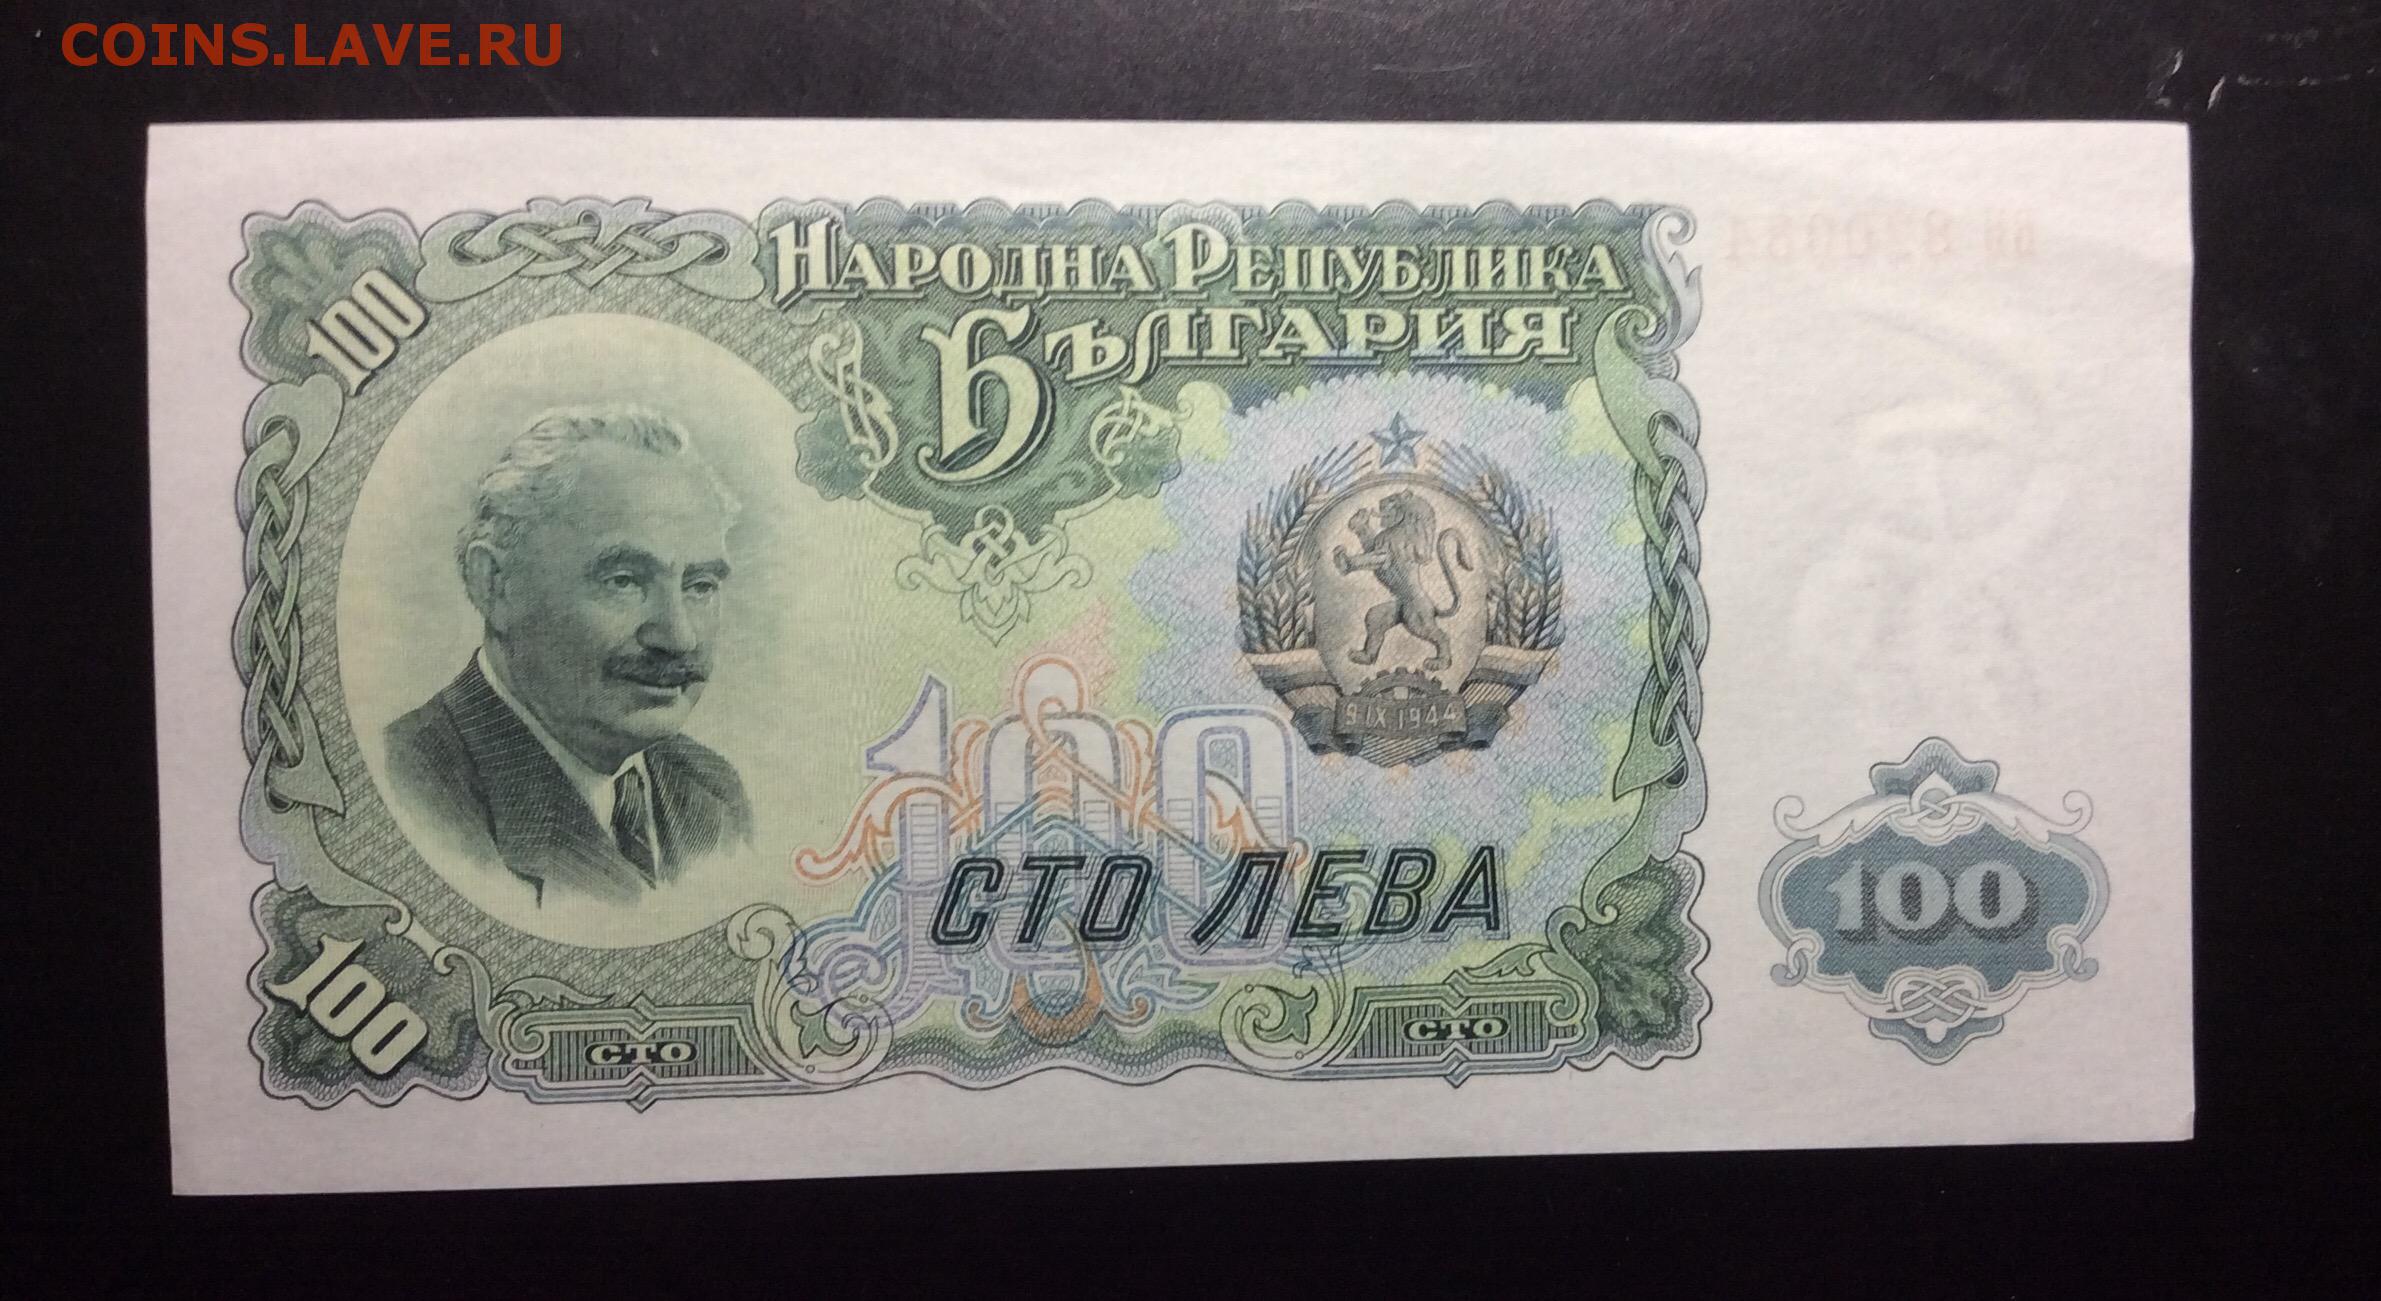 COINS.LAVE.RU
НАРОДНА РЕПУБЛИКА
БЪЛГАРИЯ
100
9 IX 1944
100
СТО ЛЕВА
100
100
СТО
СТО